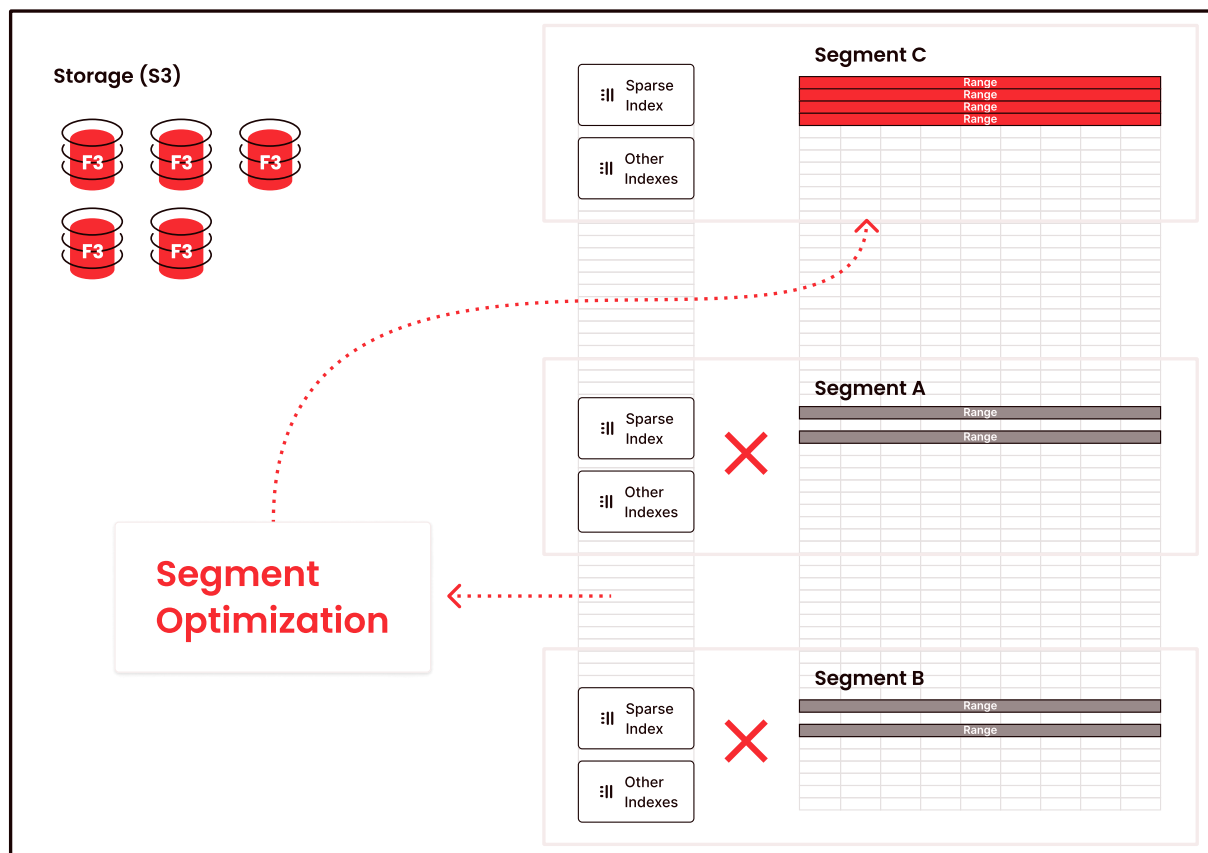 Storage (S3)
F3
F3
F3
F3
F3
Segment
Optimization
Segment C
Sparse
Index
Other
Indexes
Range
Range
Range
Range
Segment A
Sparse
Index
Other
Indexes
Range
Range
Segment B
Sparse
Index
Other
Indexes
Range
Range